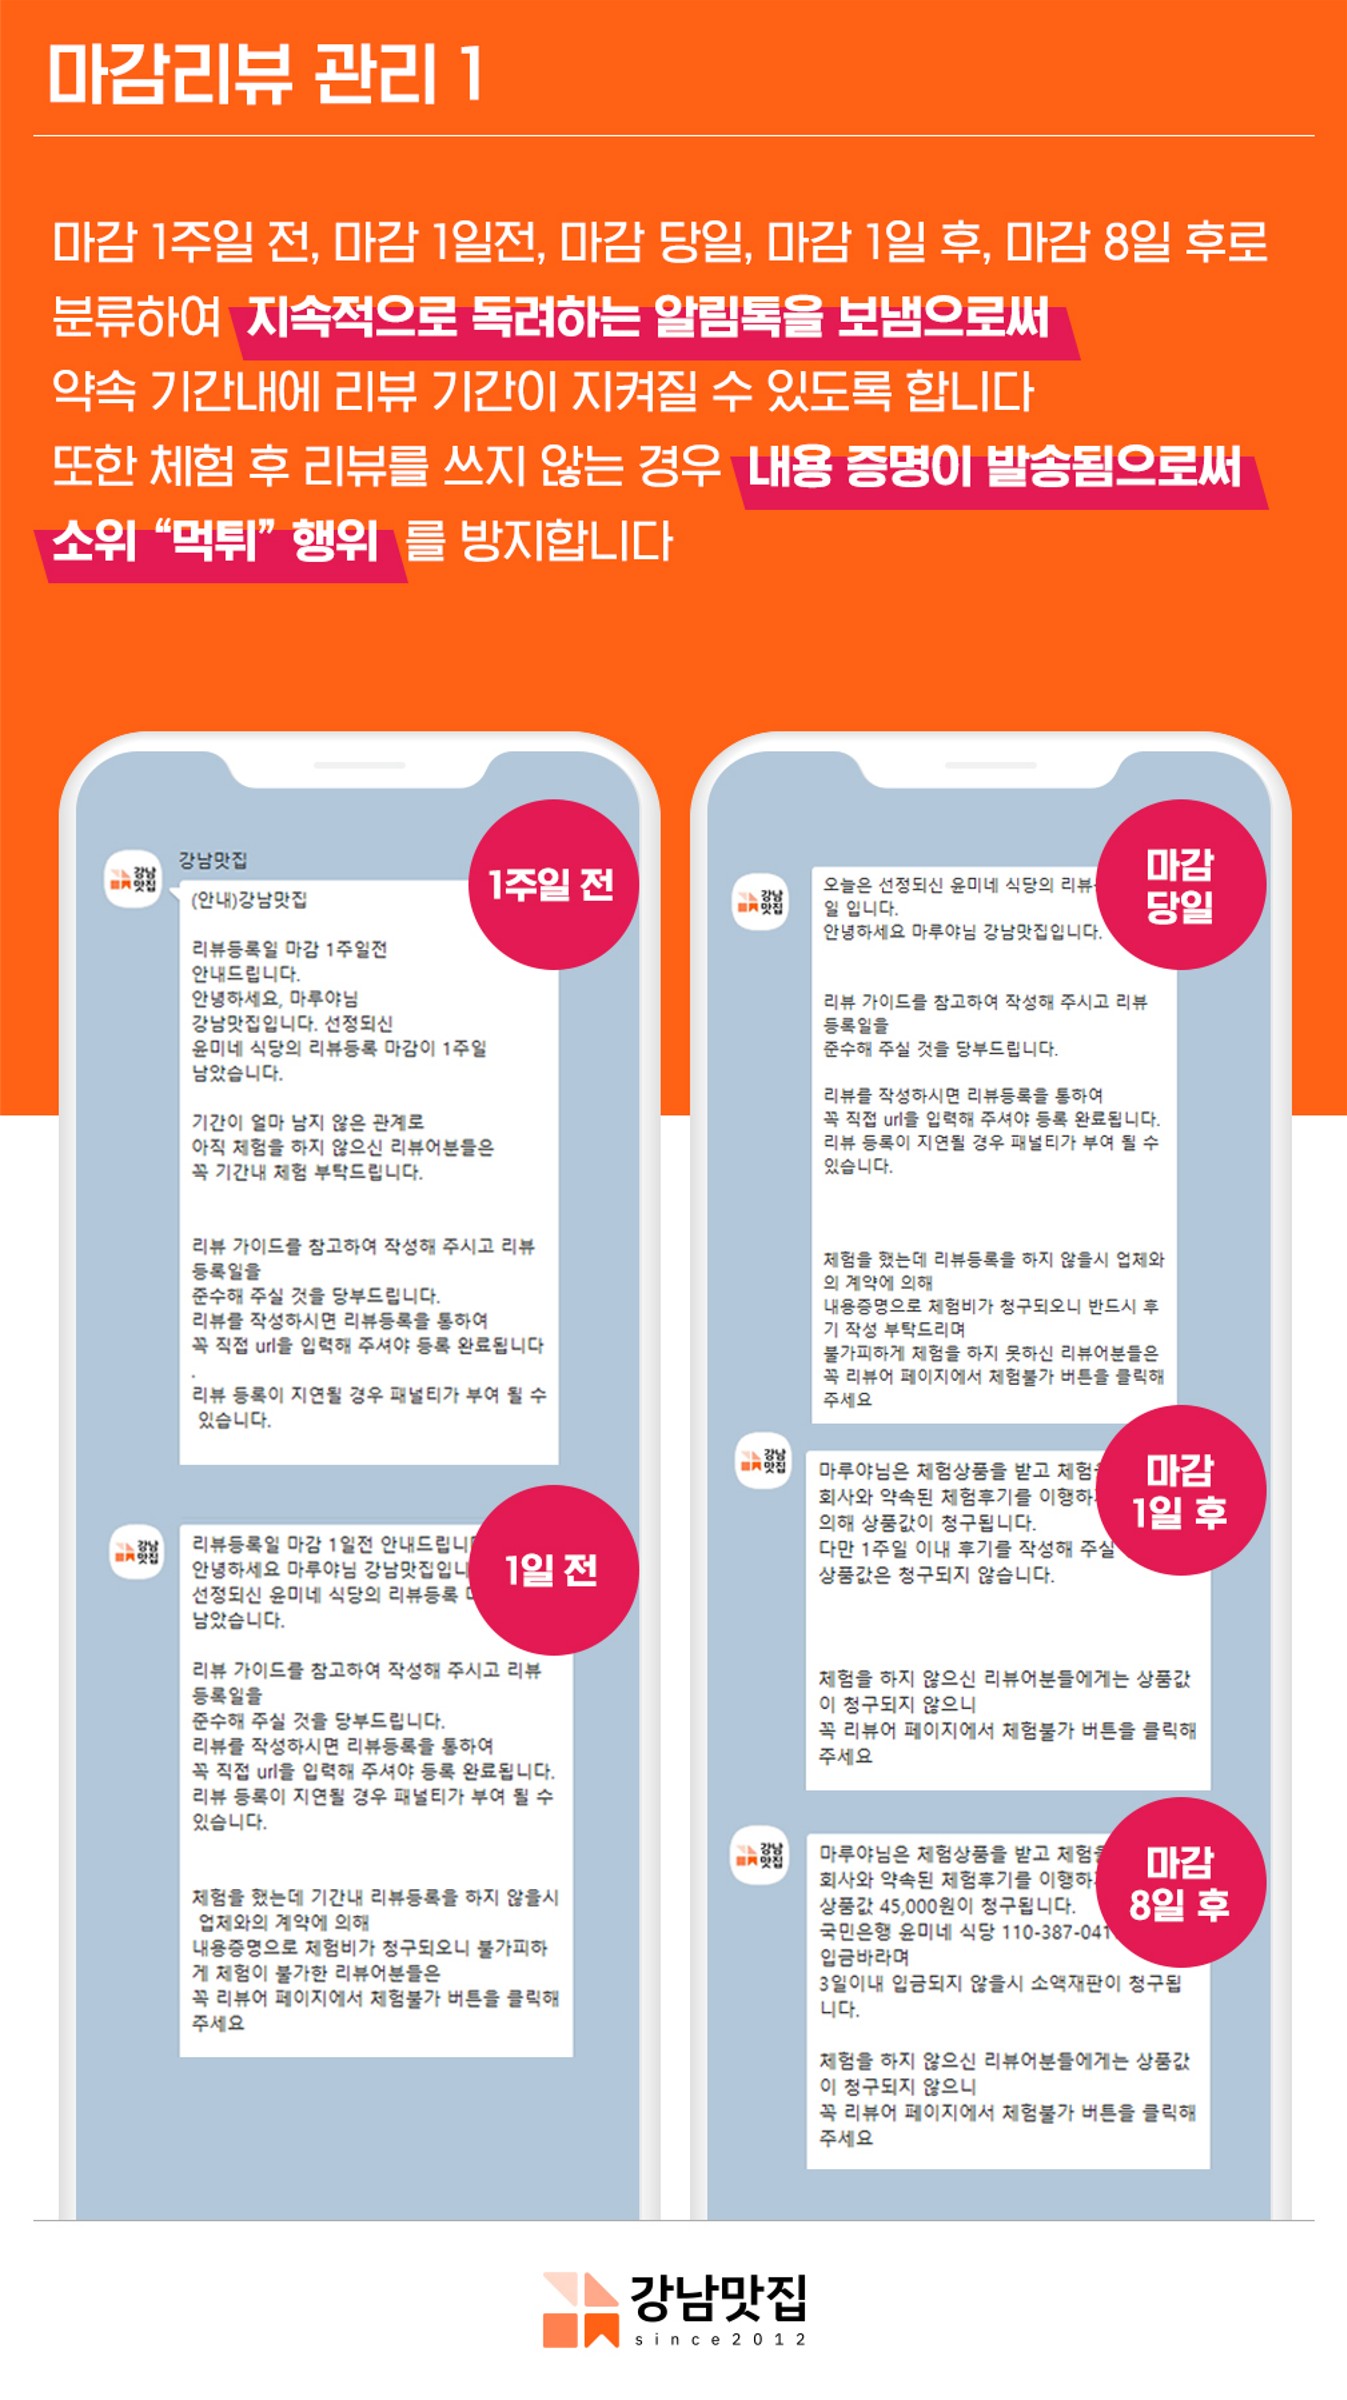 마감리뷰 관리 1
마감 1주일 전, 마감 1일전, 마감 당일, 마감 1일 후, 마감 8일 후로
분류하여 지속적으로 독려하는 알림톡을 보냄으로써
약속 기간내에 리뷰 기간이 지켜질 수 있도록 합니다
또한 체험 후 리뷰를 쓰지 않는 경우 내용 증명이 발송됨으로써
소위 “먹튀” 행위 를 방지합니다
강남맛집
강남
맛집
1주일 전
(안내)강남맛집
리뷰등록일 마감 1주일전
안내드립니다.
안녕하세요, 마루야님
강남맛집입니다. 선정되신
윤미네 식당의 리뷰등록 마감이 1주일
남았습니다.
기간이 얼마 남지 않은 관계로
아직 체험을 하지 않으신 리뷰어분들은
꼭 기간내 체험 부탁드립니다.
리뷰 가이드를 참고하여 작성해 주시고 리뷰
등록일을
준수해 주실 것을 당부드립니다.
리뷰를 작성하시면 리뷰등록을 통하여
꼭 직접 url을 입력해 주셔야 등록 완료됩니다
.
리뷰 등록이 지연될 경우 패널티가 부여 될 수
있습니다.
강남
맛집
1일 전
리뷰등록일 마감 1일전 안내드립니
안녕하세요 마루야님 강남맛집입니
선정되신 윤미네 식당의 리뷰등록
남았습니다.
리뷰 가이드를 참고하여 작성해 주시고 리뷰
등록일을
준수해 주실 것을 당부드립니다.
리뷰를 작성하시면 리뷰등록을 통하여
꼭 직접 url을 입력해 주셔야 등록 완료됩니다.
리뷰 등록이 지연될 경우 패널티가 부여 될 수
있습니다.
체험을 했는데 기간내 리뷰등록을 하지 않을시
업체와의 계약에 의해
내용증명으로 체험비가 청구되오니 불가피하
게 체험이 불가한 리뷰어분들은
꼭 리뷰어 페이지에서 체험불가 버튼을 클릭해
주세요
강남
맛집
마감
당일
오늘은 선정되신 윤미네 식당의 리뷰
일 입니다.
안녕하세요 마루야님 강남맛집입니다.
리뷰 가이드를 참고하여 작성해 주시고 리뷰
등록일을
준수해 주실 것을 당부드립니다.
리뷰를 작성하시면 리뷰등록을 통하여
꼭 직접 url을 입력해 주셔야 등록 완료됩니다.
리뷰 등록이 지연될 경우 패널티가 부여 될 수
있습니다.
체험을 했는데 리뷰등록을 하지 않을시 업체와
의 계약에 의해
내용증명으로 체험비가 청구되오니 반드시 후
기 작성 부탁드리며
불가피하게 체험을 하지 못하신 리뷰어분들은
꼭 리뷰어 페이지에서 체험불가 버튼을 클릭해
주세요
강남
맛집
마감
1일 후
마루야님은 체험상품을 받고 체험
회사와 약속된 체험후기를 이행하
의해 상품값이 청구됩니다.
다만 1주일 이내 후기를 작성해 주실
상품값은 청구되지 않습니다.
체험을 하지 않으신 리뷰어분들에게는 상품값
이 청구되지 않으니
꼭 리뷰어 페이지에서 체험불가 버튼을 클릭해
주세요
강남
맛집
마감
8일 후
마루야님은 체험상품을 받고 체험
회사와 약속된 체험후기를 이행하
상품값 45,000원이 청구됩니다.
국민은행 윤미네 식당 110-387-041
입금바라며
3일이내 입금되지 않을시 소액재판이 청구됩
니다.
체험을 하지 않으신 리뷰어분들에게는 상품값
이 청구되지 않으니
꼭 리뷰어 페이지에서 체험불가 버튼을 클릭해
주세요
강남맛집
since2012